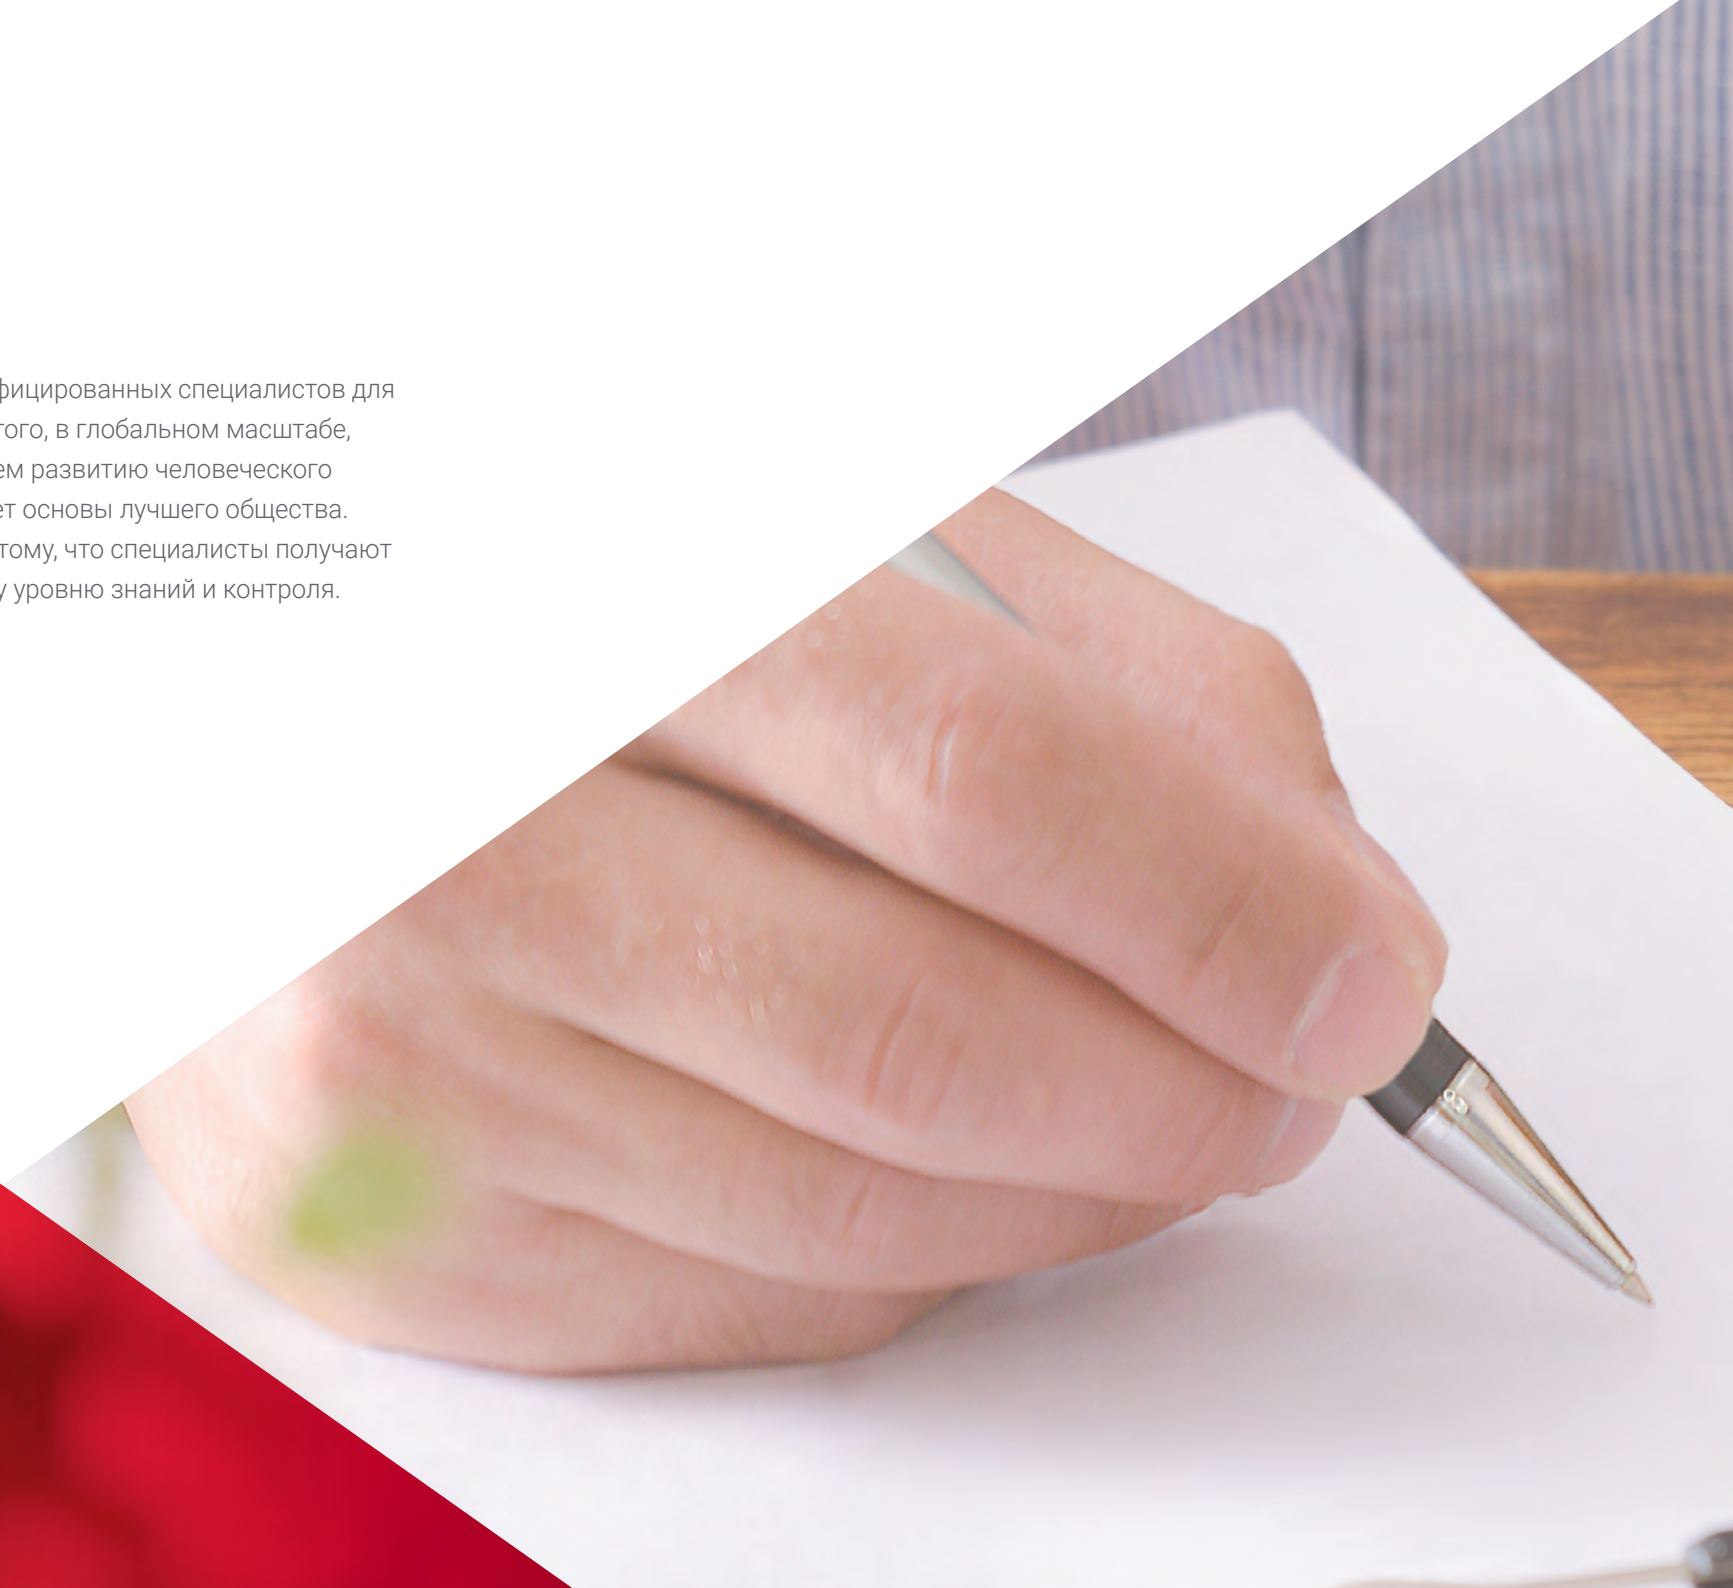 фицированных специалистов для
того, в глобальном масштабе,
ем развитию человеческого
ет основы лучшего общества.
тому, что специалисты получают
у уровню знаний и контроля.